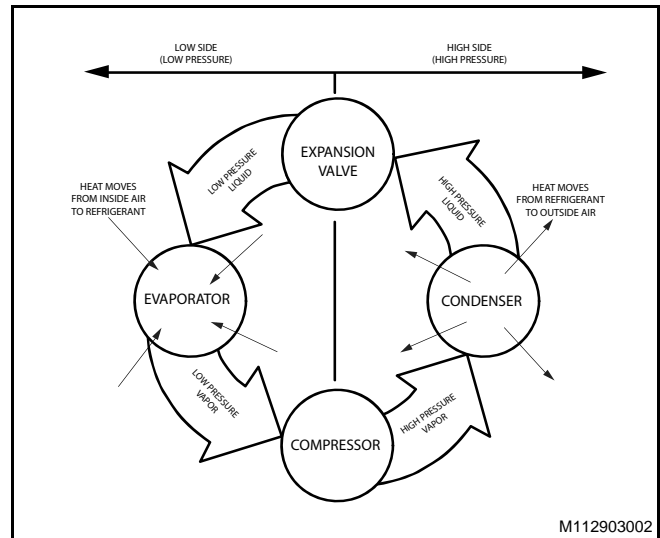 LOW SIDE
(LOW PRESSURE)
HIGH SIDE
(HIGH PRESSURE)
EXPANSION
VALVE
LOW PRESSURE
LIQUID
HIGH PRESSURE
LIQUID
HEAT MOVES
FROM INSIDE AIR
TO REFRIGERANT
HEAT MOVES
FROM REFRIGERANT
TO OUTSIDE AIR
EVAPORATOR
CONDENSER
LOW PRESSURE
VAPOR
HIGH PRESSURE
VAPOR
COMPRESSOR
M112903002